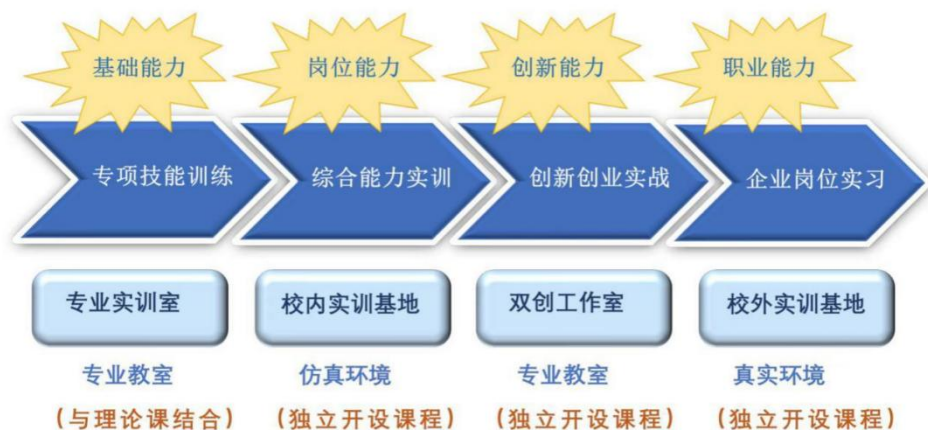 基础能力 岗位能力 创新能力 职业能力
专项技能训练 综合能力实训 创新创业实战 企业岗位实习
专业实训室 校内实训基地 双创工作室 校外实训基地
专业教室 仿真环境 专业教室 真实环境
(与理论课结合) (独立开设课程) (独立开设课程) (独立开设课程)